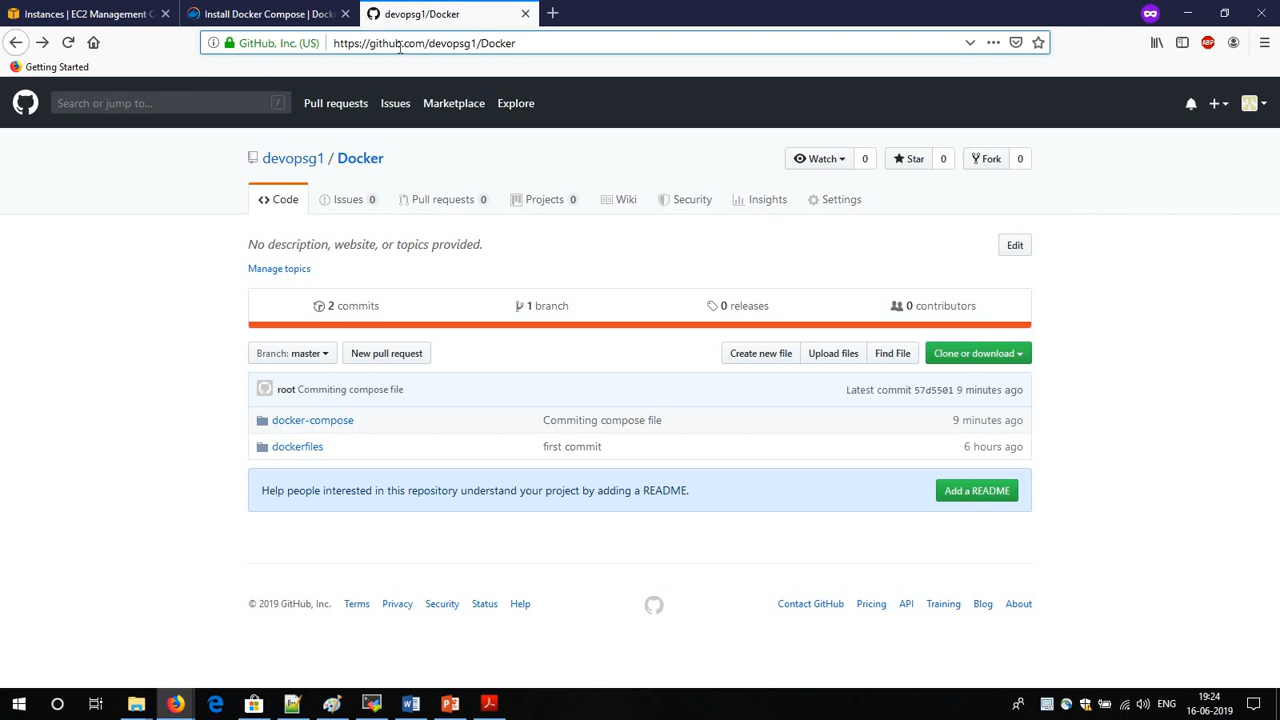 Instances | EC2 Management C
Install Docker Compose | Dock
devopsg1/Docker
GitHub, Inc. (US)
https://github.com/devopsg1/Docker
Getting Started
Search or jump to...
/
Pull requests
Issues
Marketplace
Explore
devopsg1 / Docker
Watch 0
Star 0
Fork 0
Code
Issues 0
Pull requests 0
Projects 0
Wiki
Security
Insights
Settings
No description, website, or topics provided.
Edit
Manage topics
2 commits
1 branch
0 releases
0 contributors
Branch: master
New pull request
Create new file
Upload files
Find File
Clone or download
root Commiting compose file
Latest commit 57d5501 9 minutes ago
docker-compose
Commiting compose file
9 minutes ago
dockerfiles
first commit
6 hours ago
Help people interested in this repository understand your project by adding a README.
Add a README
© 2019 GitHub, Inc.
Terms
Privacy
Security
Status
Help
Contact GitHub
Pricing
API
Training
Blog
About
ENG
19:24
16-06-2019